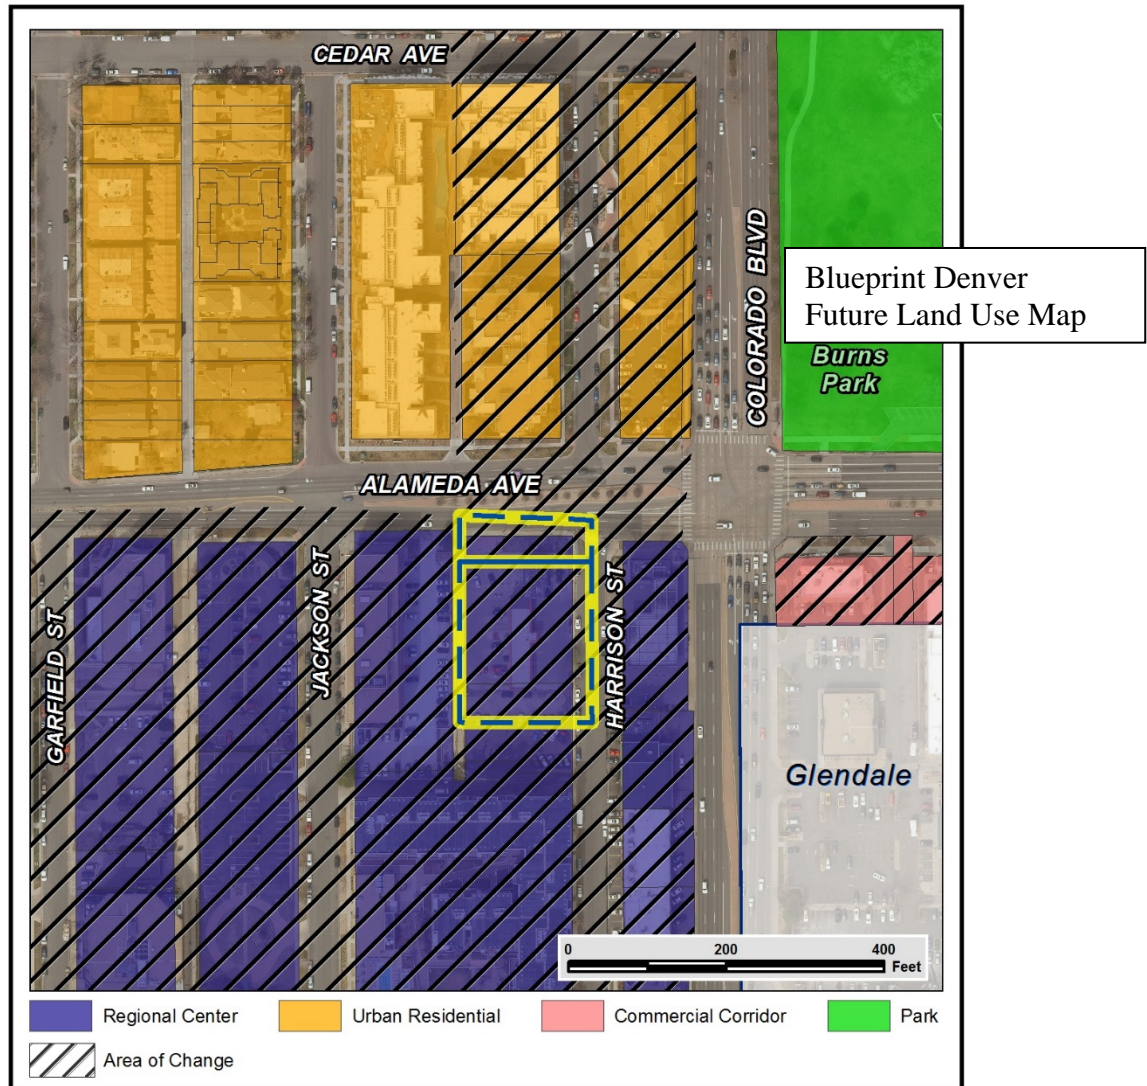 CEDAR AVE
COLORADO BLVD
Blueprint Denver
Future Land Use Map
Burns
Park
ALAMEDA AVE
GARFIELD ST
JACKSON ST
HARRISON ST
Glendale
0 200 400
Feet
Regional Center
Urban Residential
Commercial Corridor
Park
Area of Change